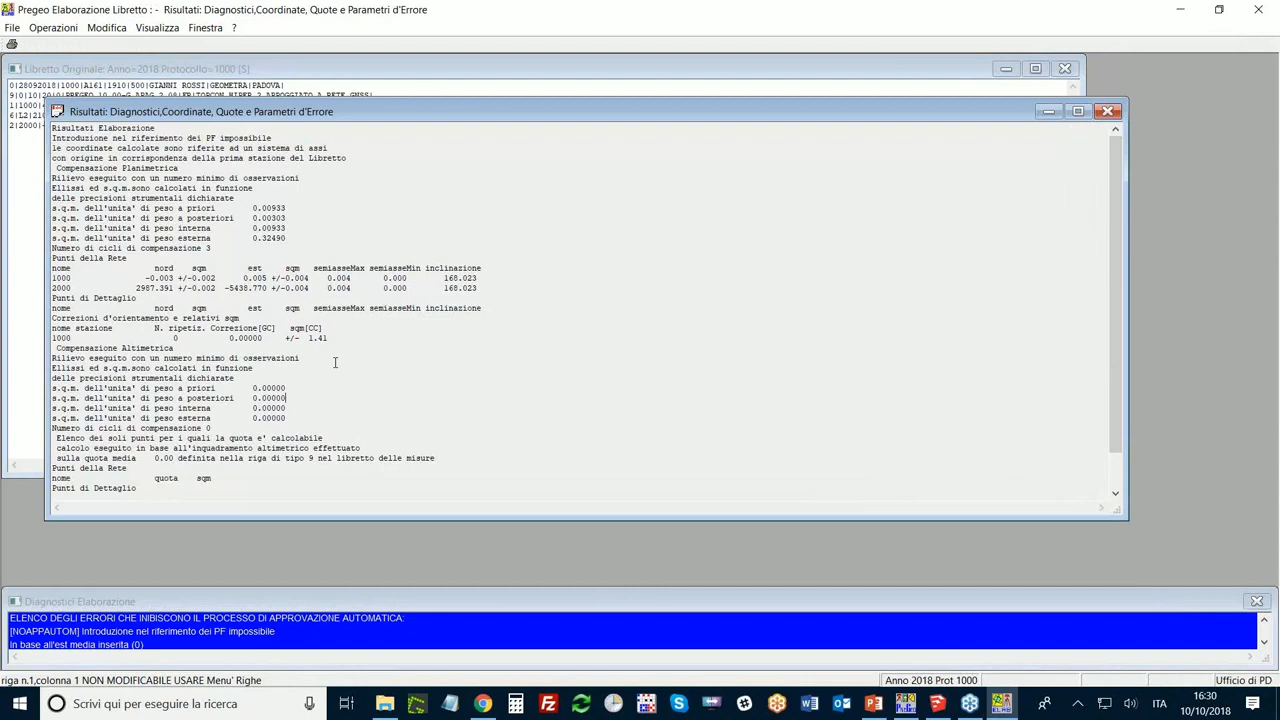 Pregeo Elaborazione Libretto : - Risultati: Diagnostici,Coordinate, Quote e Parametri d'Errore
File Operazioni Modifica Visualizza Finestra ?
Libretto Originale: Anno=2018 Protocollo=1000 [S]
0|28092018|1000|A161|1910|500|GIANNI ROSSI|GEOMETRA|PADOVA|
Risultati: Diagnostici,Coordinate, Quote e Parametri d'Errore
1|1000|
6|L2|
2|2000|
Risultati Elaborazione
Introduzione nel riferimento dei PF impossibile
le coordinate calcolate sono riferite ad un sistema di assi
con origine in corrispondenza della prima stazione del Libretto
Compensazione Planimetrica
Rilievo eseguito con un numero minimo di osservazioni
Ellissi ed s.q.m.sono calcolati in funzione
delle precisioni strumentali dichiarate
s.q.m. dell'unita' di peso a priori 0.00933
s.q.m. dell'unita' di peso a posteriori 0.00303
s.q.m. dell'unita' di peso interna 0.00933
s.q.m. dell'unita' di peso esterna 0.32490
Numero di cicli di compensazione 3
Punti della Rete
nome nord sqm est sqm semiasseMax semiasseMin inclinazione
1000 -0.003 +/-0.002 0.005 +/-0.004 0.004 0.000 168.023
2000 2987.391 +/-0.002 -5438.770 +/-0.004 0.004 0.000 168.023
Punti di Dettaglio
nome nord sqm est sqm semiasseMax semiasseMin inclinazione
Correzioni d'orientamento e relativi sqm
nome stazione N. ripetiz. Correzione[GC] sqm[CC]
1000 0 0.00000 +/- 1.41
Compensazione Altimetrica
Rilievo eseguito con un numero minimo di osservazioni
Ellissi ed s.q.m.sono calcolati in funzione
delle precisioni strumentali dichiarate
s.q.m. dell'unita' di peso a priori 0.00000
s.q.m. dell'unita' di peso a posteriori 0.00000
s.q.m. dell'unita' di peso interna 0.00000
s.q.m. dell'unita' di peso esterna 0.00000
Numero di cicli di compensazione 0
Elenco dei soli punti per i quali la quota e' calcolabile
calcolo eseguito in base all'inquadramento altimetrico effettuato
sulla quota media 0.00 definita nella riga di tipo 9 nel libretto delle misure
Punti della Rete
nome quota sqm
Punti di Dettaglio
Diagnostici Elaborazione
ELENCO DEGLI ERRORI CHE INIBISCONO IL PROCESSO DI APPROVAZIONE AUTOMATICA:
[NOAPPAUTOM] Introduzione nel riferimento dei PF impossibile
In base all'est media inserita (0)
riga n.1,colonna 1 NON MODIFICABILE USARE Menu' Righe
Anno 2018 Prot 1000
Ufficio di PD
Scrivi qui per eseguire la ricerca
ITA
16:30
10/10/2018